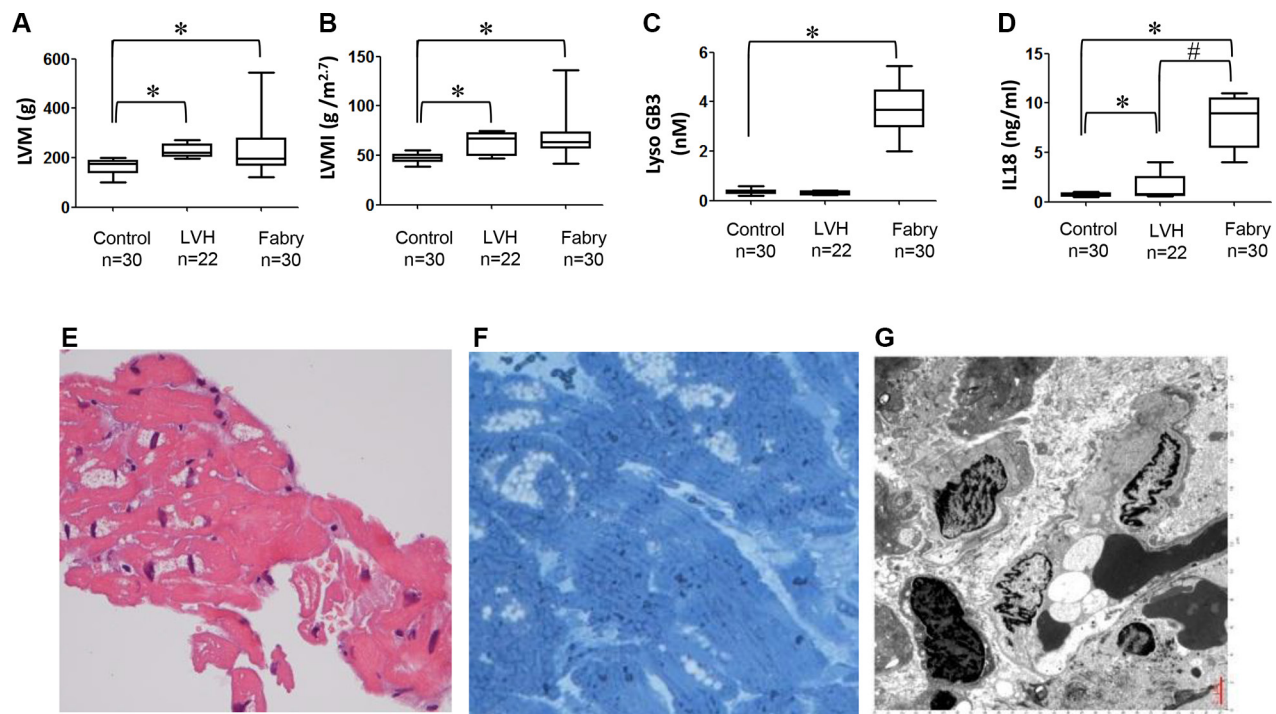 A
LVM (g)
600
400
200
0
*
*
Control
n=30
LVH
n=22
Fabry
n=30
B
LVMI (g /m2.7)
150
100
50
0
*
*
Control
n=30
LVH
n=22
Fabry
n=30
C
Lyso GB3
(nM)
6
4
2
0
*
Control
n=30
LVH
n=22
Fabry
n=30
D
IL18 (ng/ml)
15
10
5
0
*
#
*
Control
n=30
LVH
n=22
Fabry
n=30
E
F
G